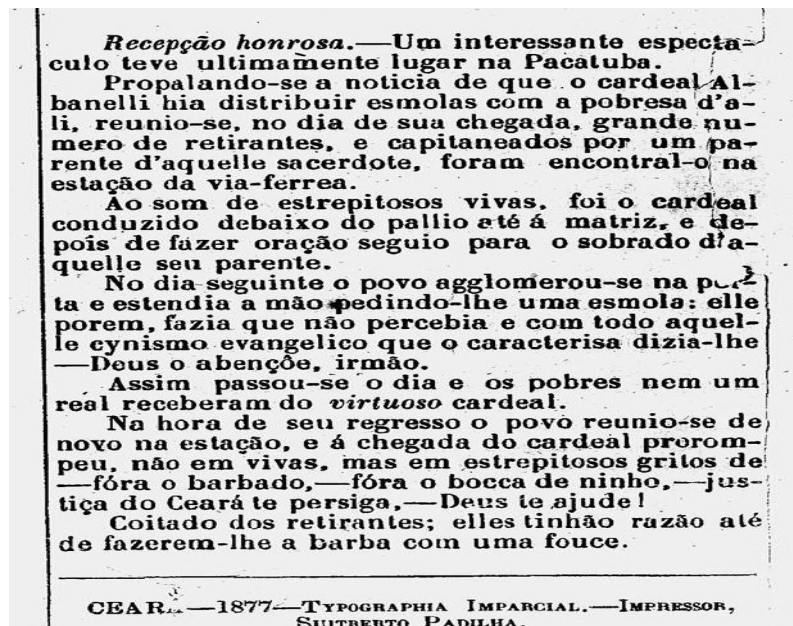 Recepção honrosa.—Um interessante especta-
culo teve ultimamente lugar na Pacatuba.
Propalando-se a noticia de que o cardeal Al-
banelli hia distribuir esmolas com a pobresa d'a-
li, reunio-se, no dia de sua chegada, grande nu-
mero de retirantes, e capitaneados por um pa-
rente d'aquelle sacerdote, foram encontral-o na
estação da via-ferrea.
Ao som de estrepitosos vivas, foi o cardeal
conduzido debaixo do pallio até á matriz, e de-
pois de fazer oração seguio para o sobrado d'a-
quelle seu parente.
No dia seguinte o povo agglomerou-se na por-
ta e estendia a mão pedindo-lhe uma esmola: elle
porem, fazia que não percebia e com todo aquel-
le cynismo evangelico que o caracterisa dizia-lhe
—Deus o abençõe, irmão.
Assim passou-se o dia e os pobres nem um
real receberam do virtuoso cardeal.
Na hora de seu regresso o povo reunio-se de
novo na estação, e á chegada do cardeal prorom-
peu, não em vivas, mas em estrepitosos gritos de
—fóra o barbado,—fóra o bocca de ninho,—jus-
tiça do Ceará te persiga,—Deus te ajude!
Coitado dos retirantes; elles tinhão razão até
de fazerem-lhe a barba com uma fouce.
CEARÁ—1877—Typographia Imparcial.—Impressor,
Suitberto Padilha.